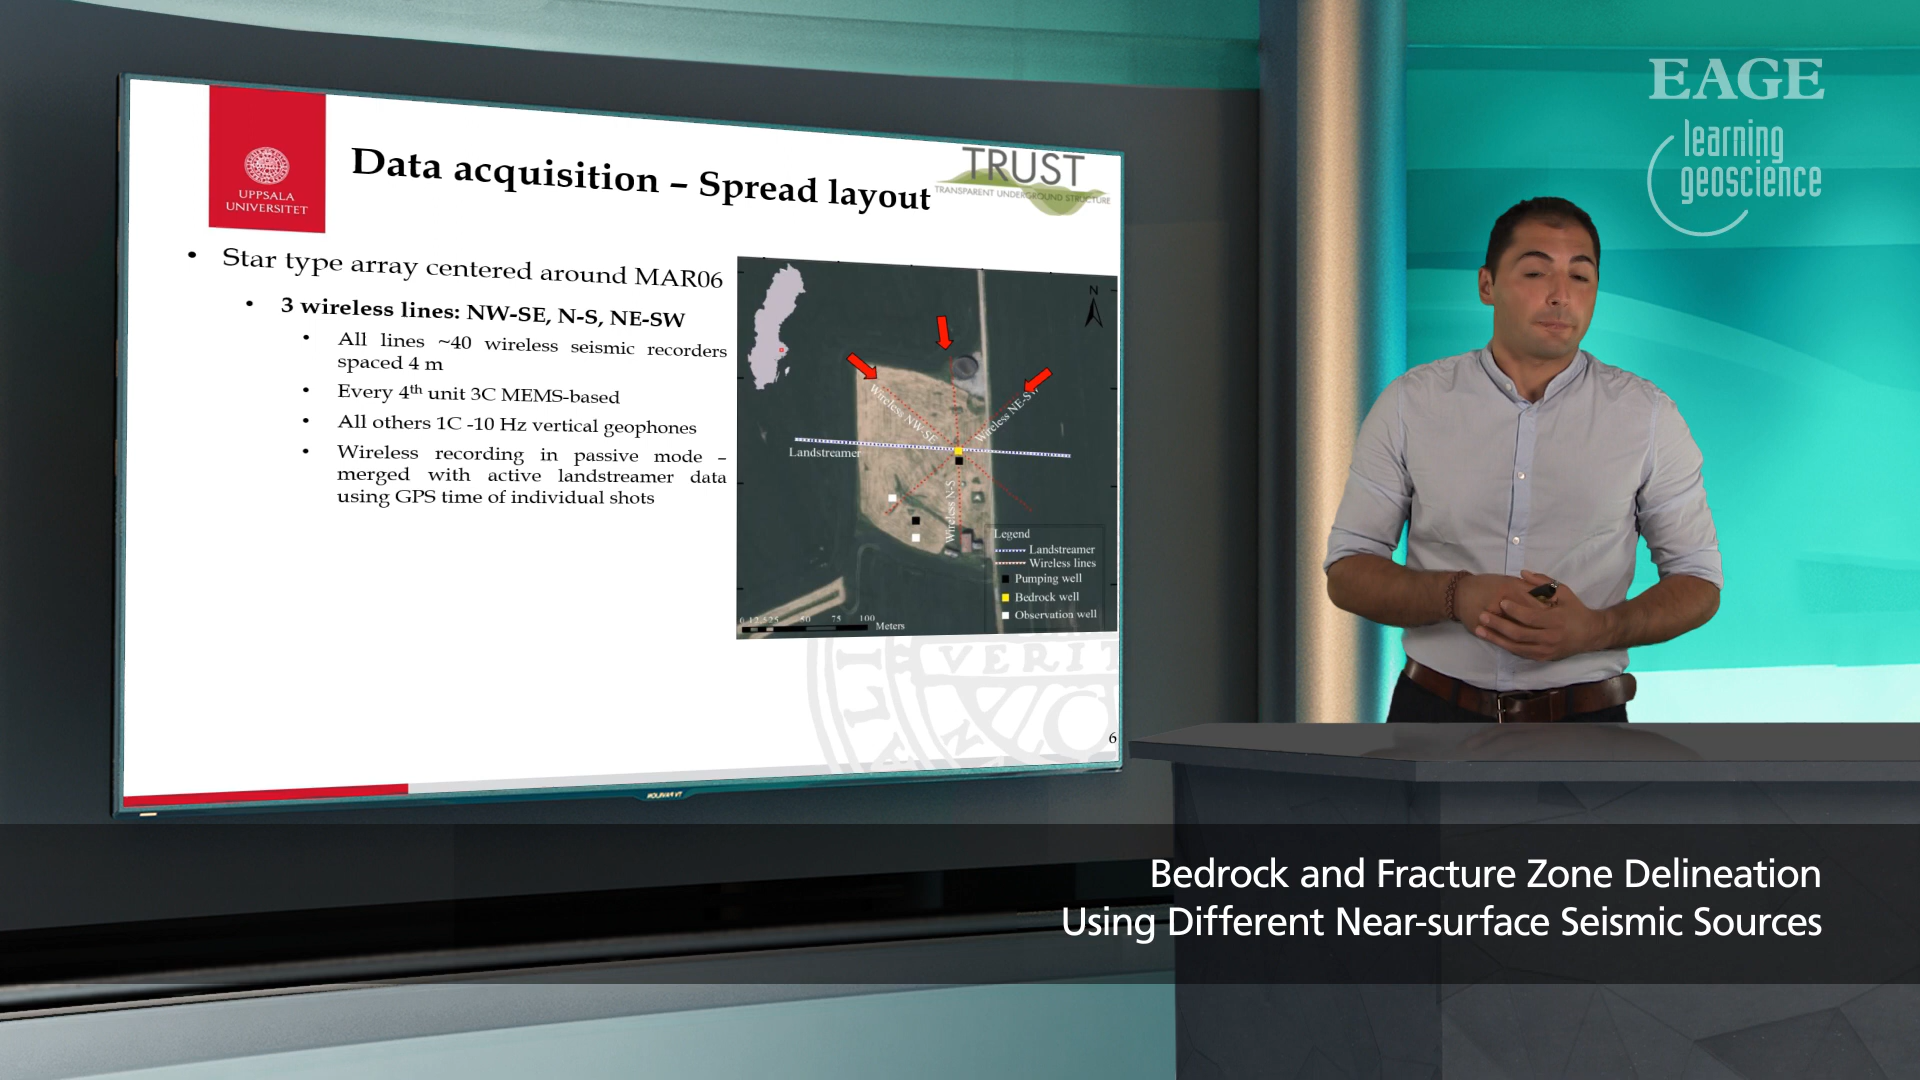 EAGE
learning
geoscience
UPPSALA
UNIVERSITET
Data acquisition – Spread layout
TRUST
TRANSPARENT UNDERGROUND STRUCTURE
• Star type array centered around MAR06
• 3 wireless lines: NW-SE, N-S, NE-SW
• All lines ~40 wireless seismic recorders
spaced 4 m
• Every 4th unit 3C MEMS-based
• All others 1C -10 Hz vertical geophones
• Wireless recording in passive mode –
merged with active landstreamer data
using GPS time of individual shots
N
Wireless NW-SE
Wireless NE-SW
Landstreamer
Wireless N-S
Legend
Landstreamer
Wireless lines
Pumping well
Bedrock well
Observation well
50 75 100
Meters
VERIT
6
Bedrock and Fracture Zone Delineation
Using Different Near-surface Seismic Sources